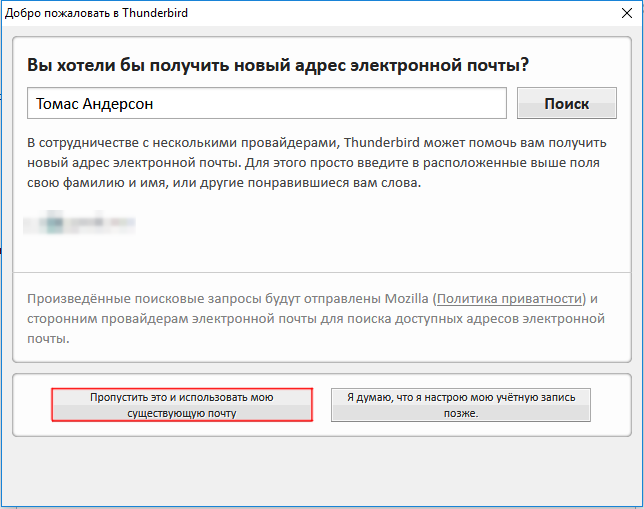 Добро пожаловать в Thunderbird
Вы хотели бы получить новый адрес электронной почты?
Томас Андерсон
Поиск
В сотрудничестве с несколькими провайдерами, Thunderbird может помочь вам получить
новый адрес электронной почты. Для этого просто введите в расположенные выше поля
свою фамилию и имя, или другие понравившиеся вам слова.
Произведённые поисковые запросы будут отправлены Mozilla (Политика приватности) и
сторонним провайдерам электронной почты для поиска доступных адресов электронной
почты.
Пропустить это и использовать мою
существующую почту
Я думаю, что я настрою мою учётную запись
позже.